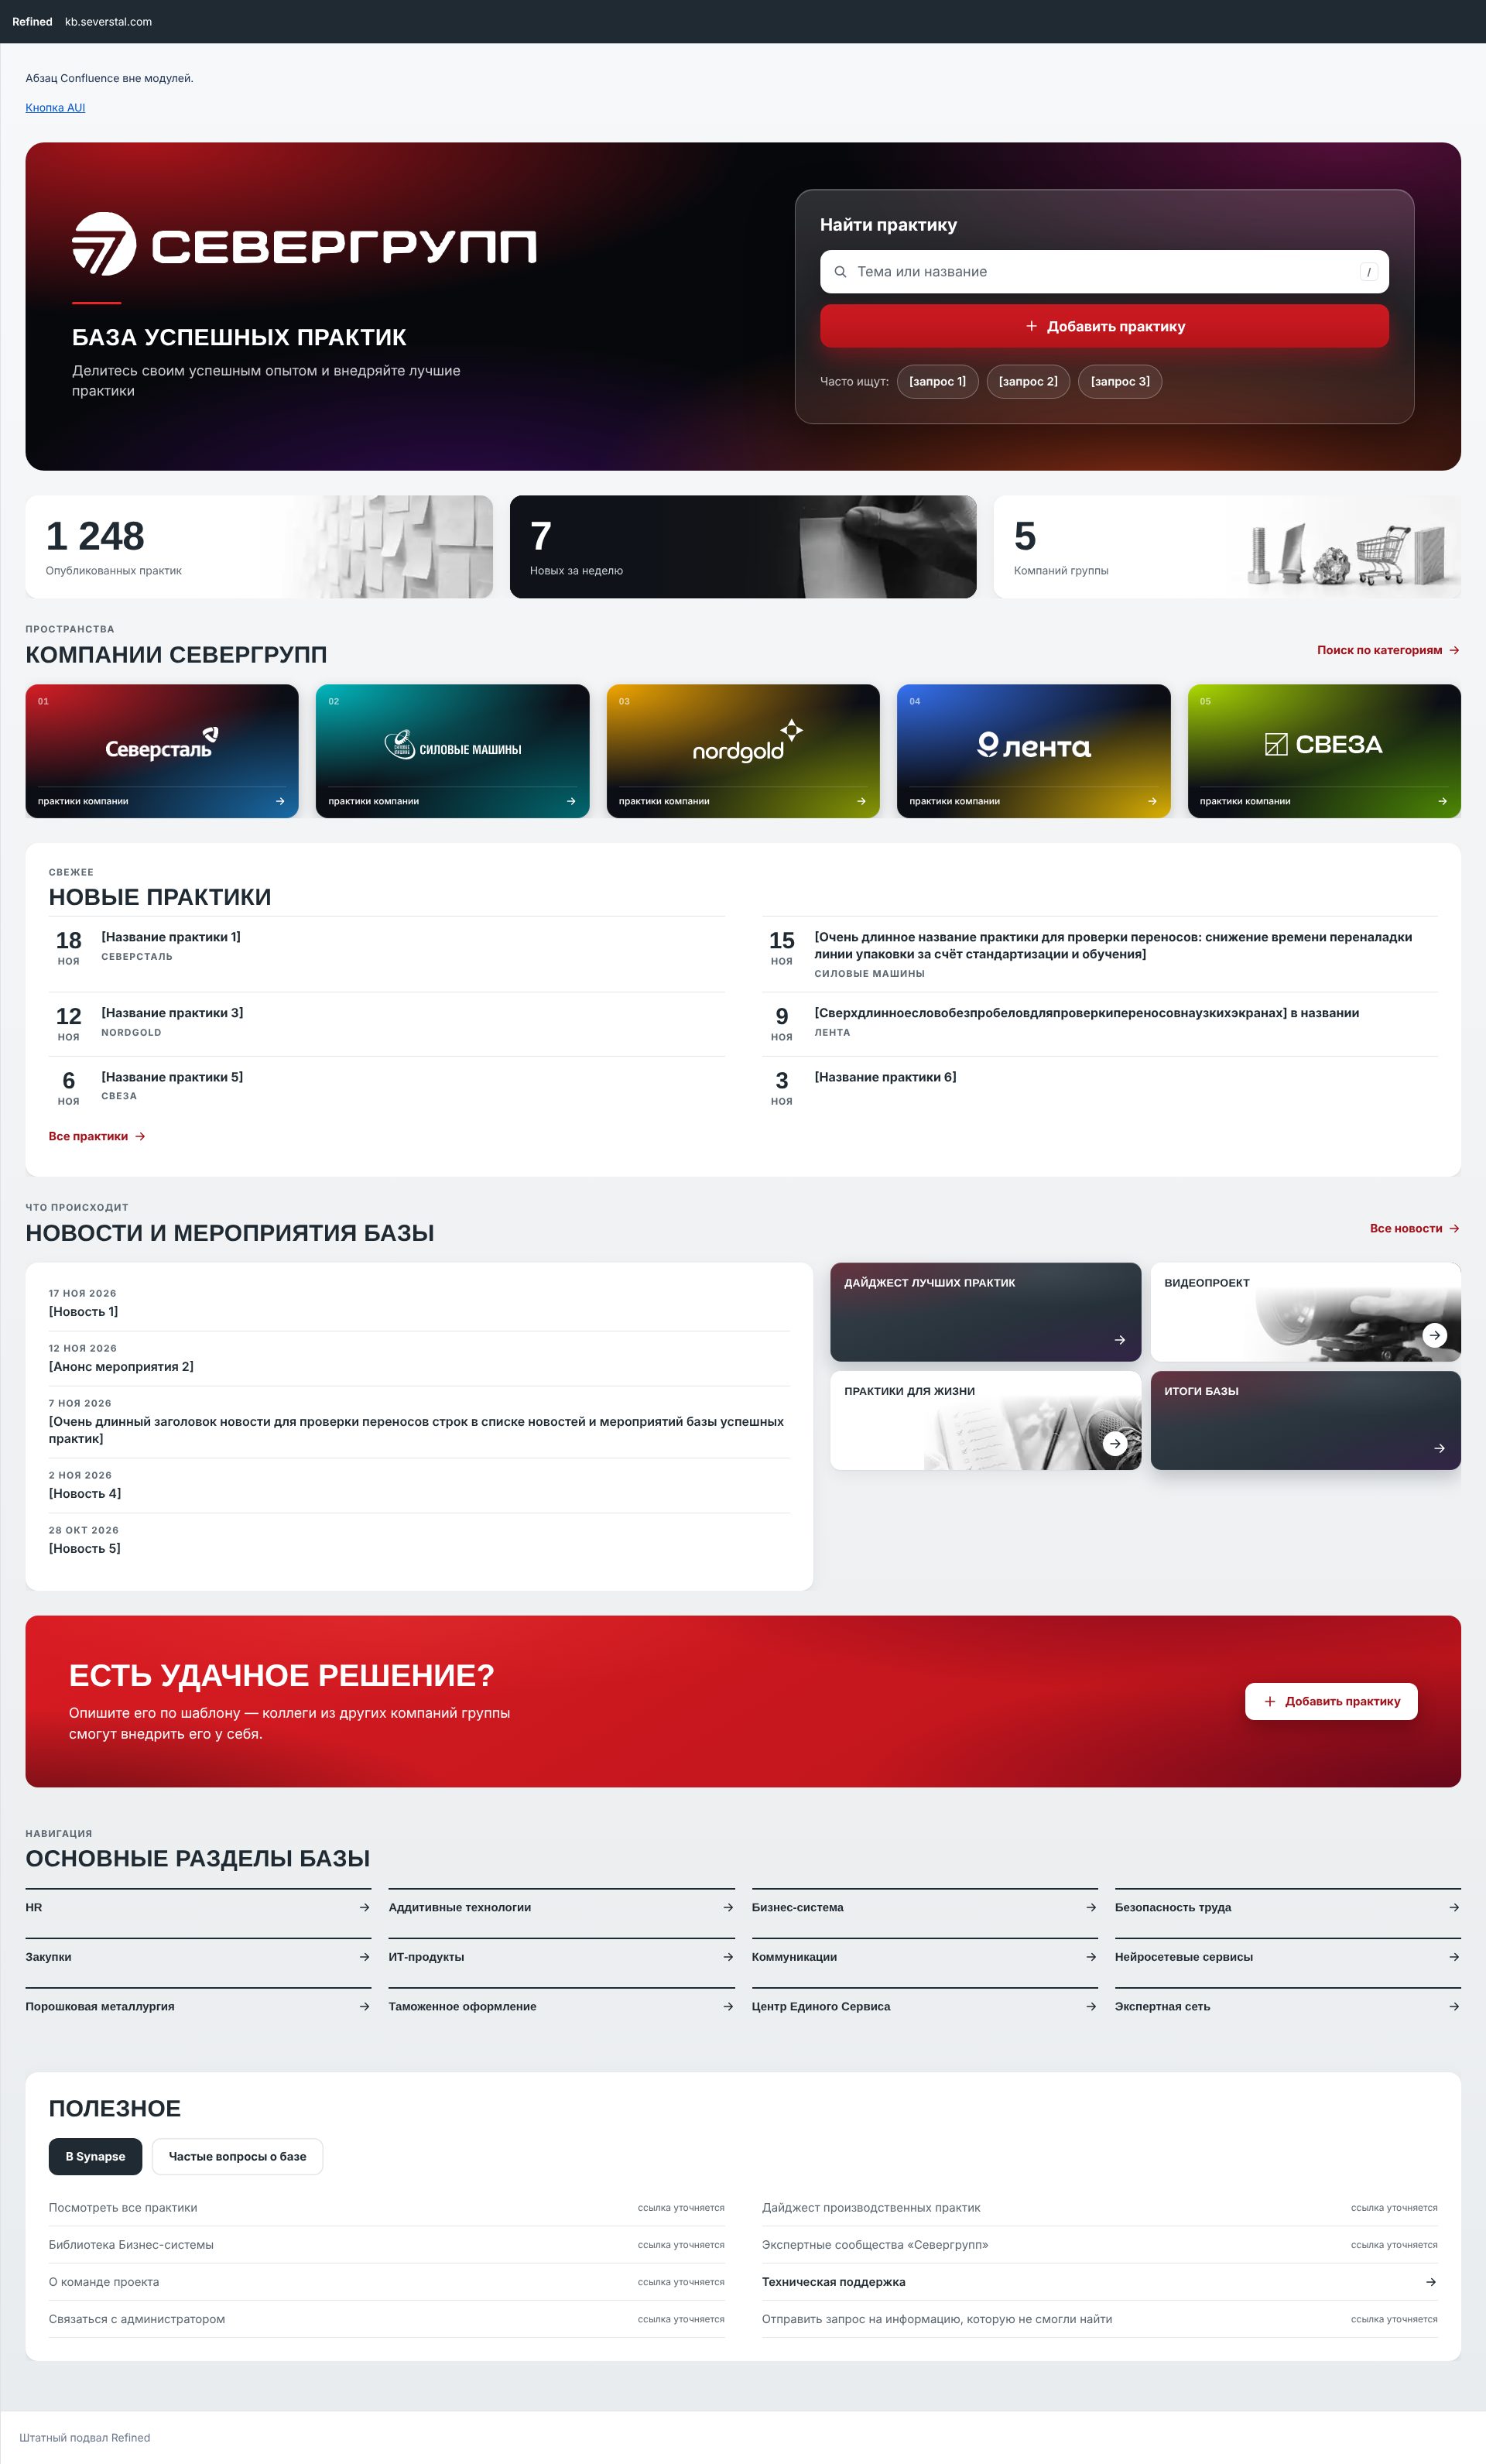 Refined kb.severstal.com
Абзац Confluence вне модулей.
Кнопка AUI
СЕВЕРГРУПП
БАЗА УСПЕШНЫХ ПРАКТИК
Делитесь своим успешным опытом и внедряйте лучшие
практики
Найти практику
Тема или название /
Добавить практику
Часто ищут: [запрос 1] [запрос 2] [запрос 3]
1 248
Опубликованных практик
7
Новых за неделю
5
Компаний группы
ПРОСТРАНСТВА
КОМПАНИИ СЕВЕРГРУПП
Поиск по категориям →
01
Северсталь
практики компании →
02
СИЛОВЫЕ МАШИНЫ
практики компании →
03
nordgold
практики компании →
04
лента
практики компании →
05
СВЕЗА
практики компании →
СВЕЖЕЕ
НОВЫЕ ПРАКТИКИ
18 НОЯ
[Название практики 1]
СЕВЕРСТАЛЬ
15 НОЯ
[Очень длинное название практики для проверки переносов: снижение времени переналадки
линии упаковки за счёт стандартизации и обучения]
СИЛОВЫЕ МАШИНЫ
12 НОЯ
[Название практики 3]
NORDGOLD
9 НОЯ
[Сверхдлинноесловобезпробеловдляпроверкипереносовнаузкихэкранах] в названии
ЛЕНТА
6 НОЯ
[Название практики 5]
СВЕЗА
3 НОЯ
[Название практики 6]
Все практики →
ЧТО ПРОИСХОДИТ
НОВОСТИ И МЕРОПРИЯТИЯ БАЗЫ
Все новости →
17 НОЯ 2026
[Новость 1]
12 НОЯ 2026
[Анонс мероприятия 2]
7 НОЯ 2026
[Очень длинный заголовок новости для проверки переносов строк в списке новостей и мероприятий базы успешных
практик]
2 НОЯ 2026
[Новость 4]
28 ОКТ 2026
[Новость 5]
ДАЙДЖЕСТ ЛУЧШИХ ПРАКТИК
→
ВИДЕОПРОЕКТ
→
ПРАКТИКИ ДЛЯ ЖИЗНИ
→
ИТОГИ БАЗЫ
→
ЕСТЬ УДАЧНОЕ РЕШЕНИЕ?
Опишите его по шаблону — коллеги из других компаний группы
смогут внедрить его у себя.
Добавить практику
НАВИГАЦИЯ
ОСНОВНЫЕ РАЗДЕЛЫ БАЗЫ
HR →
Аддитивные технологии →
Бизнес-система →
Безопасность труда →
Закупки →
ИТ-продукты →
Коммуникации →
Нейросетевые сервисы →
Порошковая металлургия →
Таможенное оформление →
Центр Единого Сервиса →
Экспертная сеть →
ПОЛЕЗНОЕ
В Synapse
Частые вопросы о базе
Посмотреть все практики ссылка уточняется
Дайджест производственных практик ссылка уточняется
Библиотека Бизнес-системы ссылка уточняется
Экспертные сообщества «Севергрупп» ссылка уточняется
О команде проекта ссылка уточняется
Техническая поддержка →
Связаться с администратором ссылка уточняется
Отправить запрос на информацию, которую не смогли найти ссылка уточняется
Штатный подвал Refined